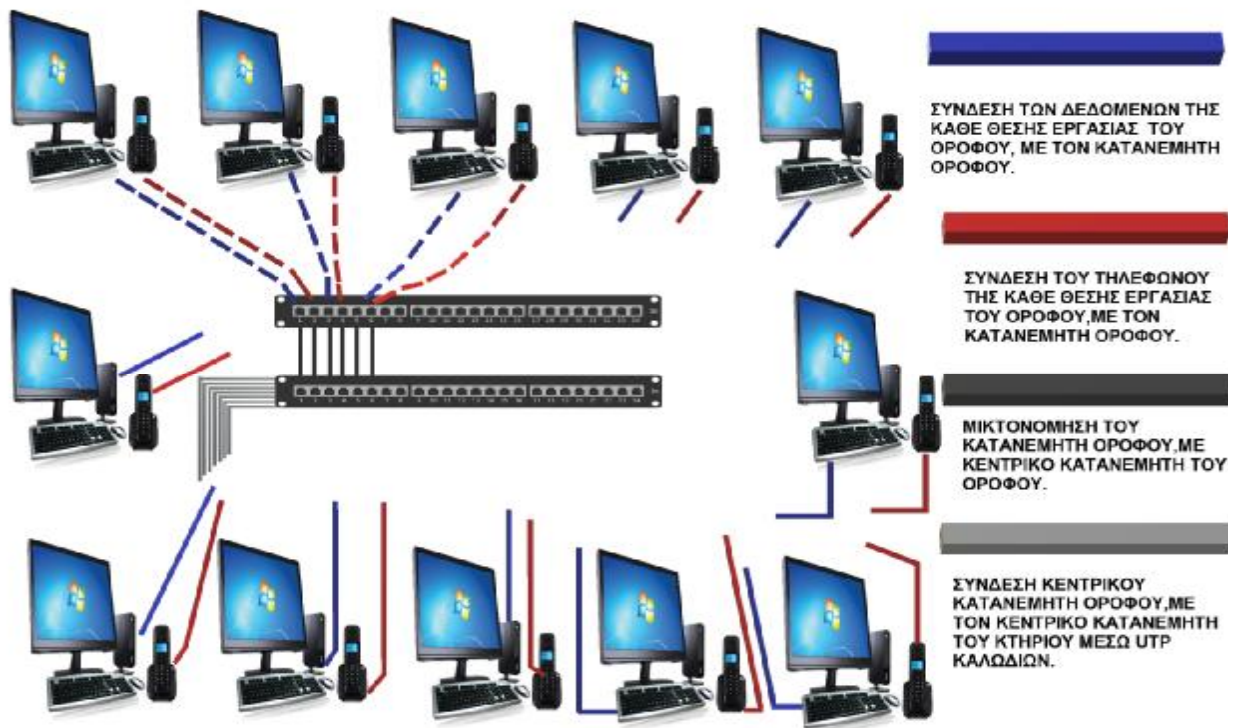 ΣΥΝΔΕΣΗ ΤΩΝ ΔΕΔΟΜΕΝΩΝ ΤΗΣ
ΚΑΘΕ ΘΕΣΗΣ ΕΡΓΑΣΙΑΣ ΤΟΥ
ΟΡΟΦΟΥ, ΜΕ ΤΟΝ ΚΑΤΑΝΕΜΗΤΗ
ΟΡΟΦΟΥ.
ΣΥΝΔΕΣΗ ΤΟΥ ΤΗΛΕΦΩΝΟΥ
ΤΗΣ ΚΑΘΕ ΘΕΣΗΣ ΕΡΓΑΣΙΑΣ
ΤΟΥ ΟΡΟΦΟΥ,ΜΕ ΤΟΝ
ΚΑΤΑΝΕΜΗΤΗ ΟΡΟΦΟΥ.
ΜΙΚΤΟΝΟΜΗΣΗ ΤΟΥ
ΚΑΤΑΝΕΜΗΤΗ ΟΡΟΦΟΥ,ΜΕ
ΚΕΝΤΡΙΚΟ ΚΑΤΑΝΕΜΗΤΗ ΤΟΥ
ΟΡΟΦΟΥ.
ΣΥΝΔΕΣΗ ΚΕΝΤΡΙΚΟΥ
ΚΑΤΑΝΕΜΗΤΗ ΟΡΟΦΟΥ,ΜΕ
ΤΟΝ ΚΕΝΤΡΙΚΟ ΚΑΤΑΝΕΜΗΤΗ
ΤΟΥ ΚΤΗΡΙΟΥ ΜΕΣΩ UTP
ΚΑΛΩΔΙΩΝ.